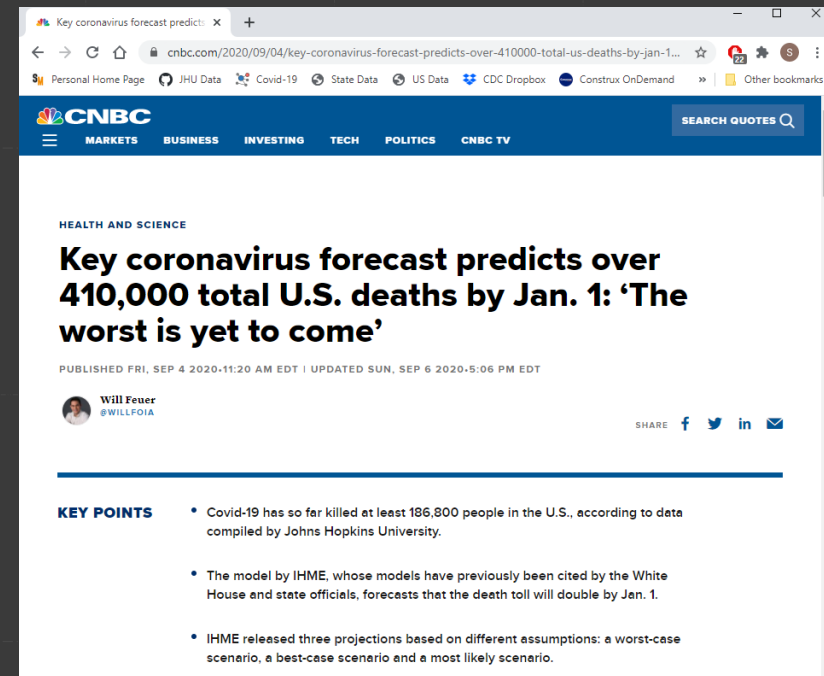 Key coronavirus forecast predicts
cnbc.com/2020/09/04/key-coronavirus-forecast-predicts-over-410000-total-us-deaths-by-jan-1...
22
S
SM Personal Home Page JHU Data Covid-19 State Data US Data CDC Dropbox Construx OnDemand » Other bookmarks
CNBC
SEARCH QUOTES
MARKETS BUSINESS INVESTING TECH POLITICS CNBC TV
HEALTH AND SCIENCE
Key coronavirus forecast predicts over
410,000 total U.S. deaths by Jan. 1: ‘The
worst is yet to come’
PUBLISHED FRI, SEP 4 2020•11:20 AM EDT | UPDATED SUN, SEP 6 2020•5:06 PM EDT
Will Feuer
@WILLFOIA
SHARE f in
KEY POINTS
• Covid-19 has so far killed at least 186,800 people in the U.S., according to data
compiled by Johns Hopkins University.
• The model by IHME, whose models have previously been cited by the White
House and state officials, forecasts that the death toll will double by Jan. 1.
• IHME released three projections based on different assumptions: a worst-case
scenario, a best-case scenario and a most likely scenario.